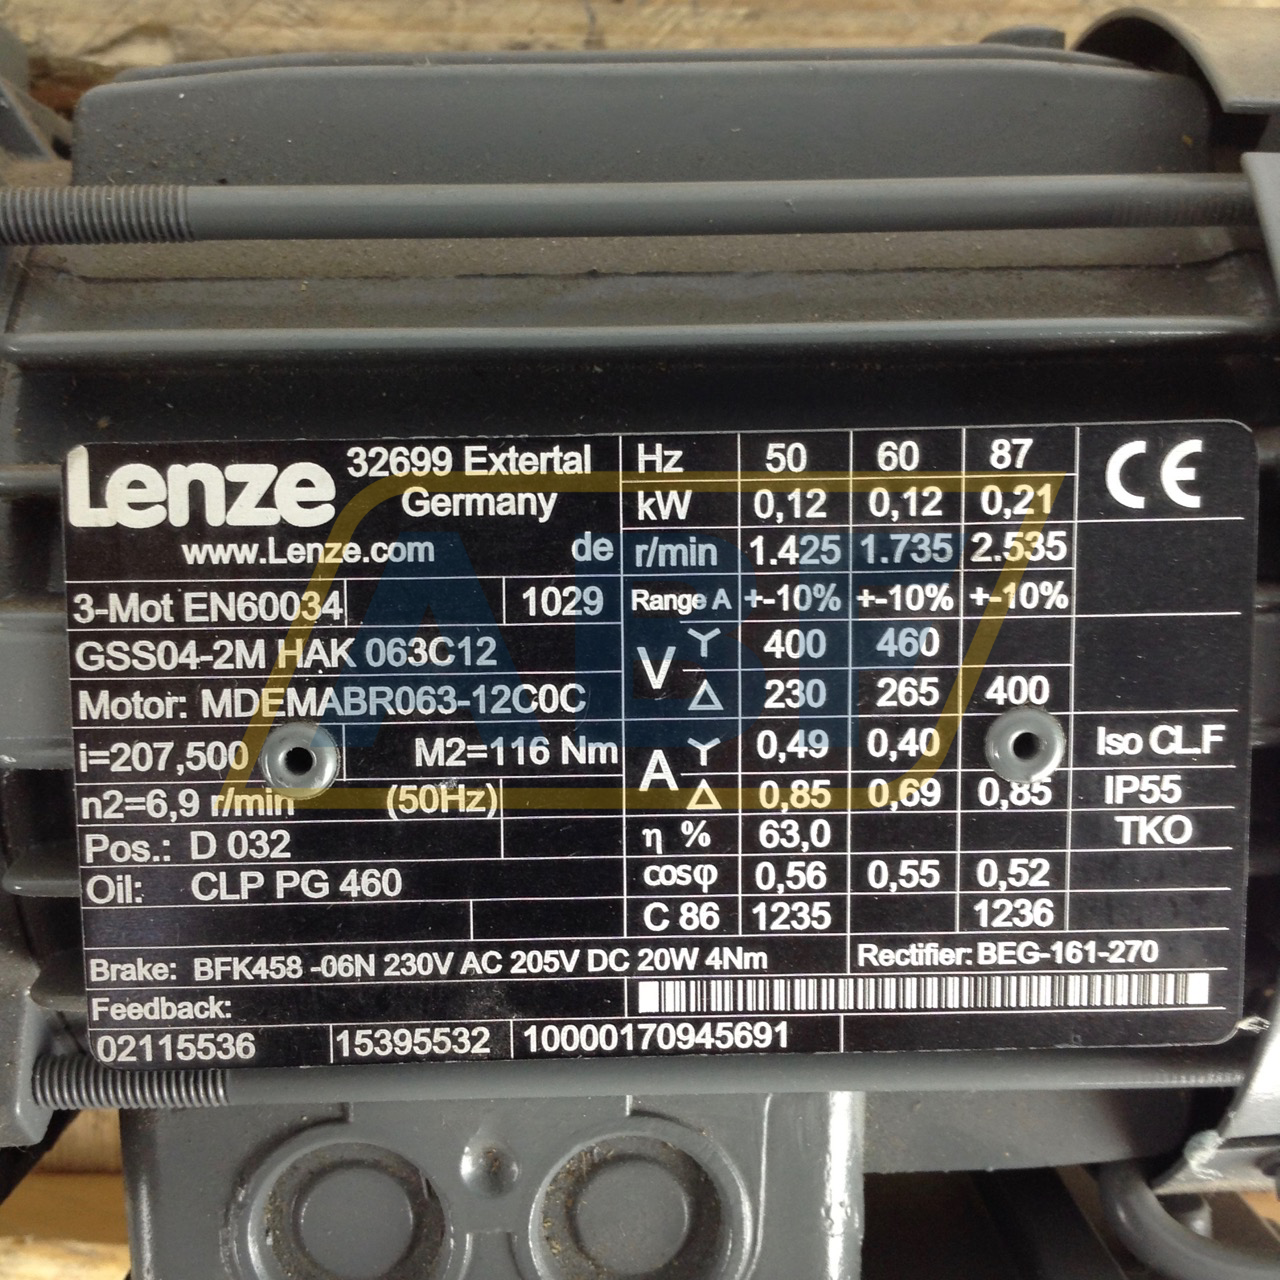 Lenze 32699 Extertal
Germany
www.Lenze.com de
3-Mot EN60034 1029
GSS04-2M HAK 063C12
Motor: MDEMABR063-12C0C
i=207,500 M2=116 Nm
n2=6,9 r/min (50Hz)
Pos.: D 032
Oil: CLP PG 460
Hz 50 60 87
kW 0,12 0,12 0,21
r/min 1.425 1.735 2.535
Range A +-10% +-10% +-10%
V Y 400 460
Δ 230 265 400
A Y 0,49 0,40
Δ 0,85 0,69 0,85
η % 63,0
cosφ 0,56 0,55 0,52
C 86 1235 1236
CE
Iso CL.F
IP55
TKO
Brake: BFK458 -06N 230V AC 205V DC 20W 4Nm Rectifier: BEG-161-270
Feedback:
02115536 15395532 10000170945691
ABF